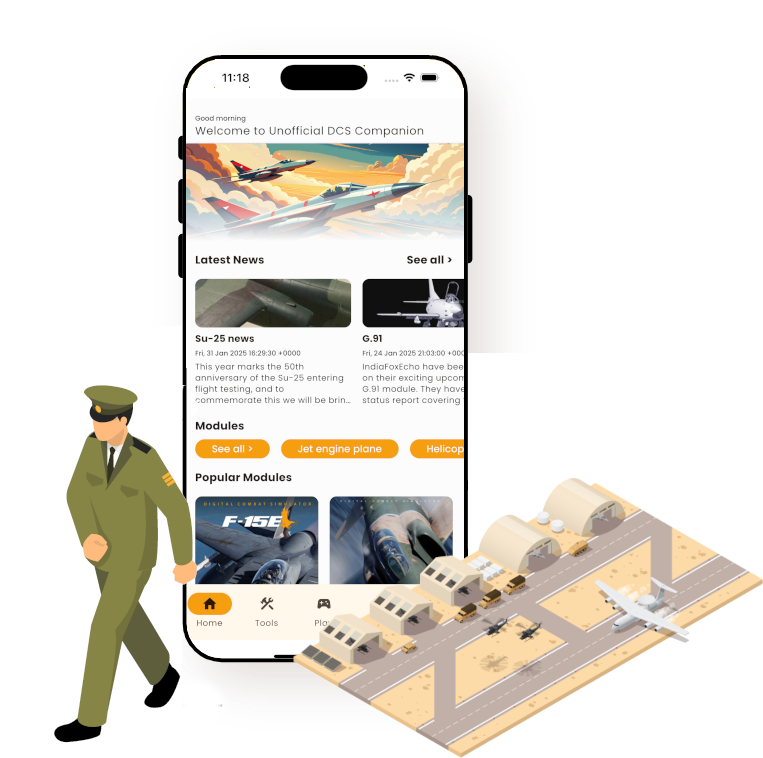 11:18
Good morning
Welcome to Unofficial DCS Companion
Latest News
See all >
Su-25 news
Fri, 31 Jan 2025 16:29:30 +0000
This year marks the 50th
anniversary of the Su-25 entering
flight testing, and to
commemorate this we will be brin...
G.91
Fri, 24 Jan 2025 21:03:00 +000
IndiaFoxEcho have bee
on their exciting upcom
G.91 module. They have
status report covering
Modules
See all >
Jet engine plane
Helicop
Popular Modules
DIGITAL COMBAT SIMULATOR
F-15E
DIGITAL COMBAT SIMULATOR
Home
Tools
Pla